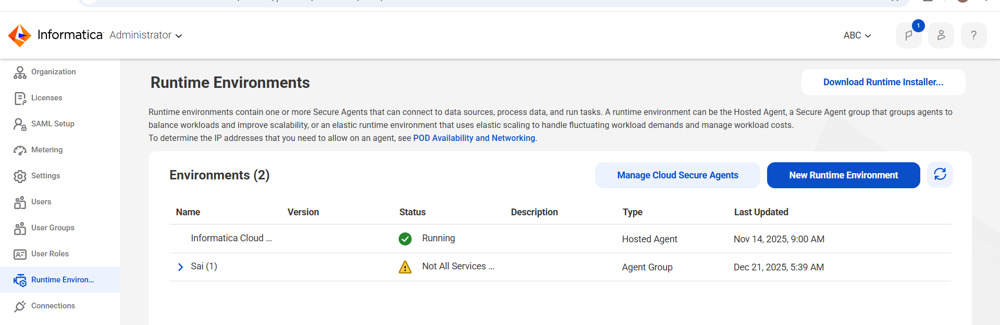 Informatica Administrator
ABC
1
?
Organization
Licenses
SAML Setup
Metering
Settings
Users
User Groups
User Roles
Runtime Environ...
Connections
Runtime Environments
Download Runtime Installer...
Runtime environments contain one or more Secure Agents that can connect to data sources, process data, and run tasks. A runtime environment can be the Hosted Agent, a Secure Agent group that groups agents to
balance workloads and improve scalability, or an elastic runtime environment that uses elastic scaling to handle fluctuating workload demands and manage workload costs.
To determine the IP addresses that you need to allow on an agent, see POD Availability and Networking.
Environments (2)
Manage Cloud Secure Agents
New Runtime Environment
Name Version Status Description Type Last Updated
Informatica Cloud ... Running Hosted Agent Nov 14, 2025, 9:00 AM
Sai (1) Not All Services ... Agent Group Dec 21, 2025, 5:39 AM